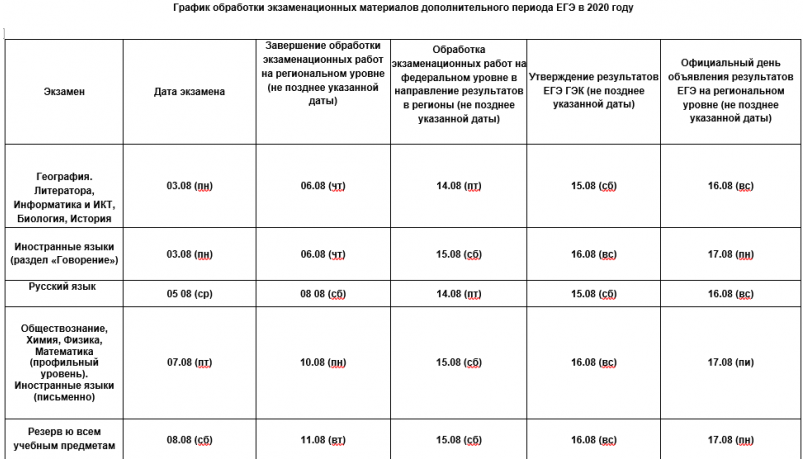 График обработки экзаменационных материалов дополнительного периода ЕГЭ в 2020 году
Экзамен
Дата экзамена
Завершение обработки
экзаменационных работ
на региональном уровне
(не позднее указанной
даты)
Обработка
экзаменационных работ на
федеральном уровне в
направление результатов
в регионы (не позднее
указанной даты)
Утверждение результатов
ЕГЭ ГЭК (не позднее
указанной даты)
Официальный день
объявления результатов
ЕГЭ на региональном
уровне (не позднее
указанной даты)
География.
Литература,
Информатика и ИКТ,
Биология, История
03.08 (пн)
06.08 (чт)
14.08 (пт)
15.08 (сб)
16.08 (вс)
Иностранные языки
(раздел «Говорение»)
03.08 (пн)
06.08 (чт)
15.08 (сб)
16.08 (вс)
17.08 (пн)
Русский язык
05 08 (ср)
08 08 (сб)
14.08 (пт)
15.08 (сб)
16.08 (вс)
Обществознание,
Химия, Физика,
Математика
(профильный
уровень).
Иностранные языки
(письменно)
07.08 (пт)
10.08 (пн)
15.08 (сб)
16.08 (вс)
17.08 (пи)
Резерв ю всем
учебным предметам
08.08 (сб)
11.08 (вт)
15.08 (сб)
16.08 (вс)
17.08 (пн)